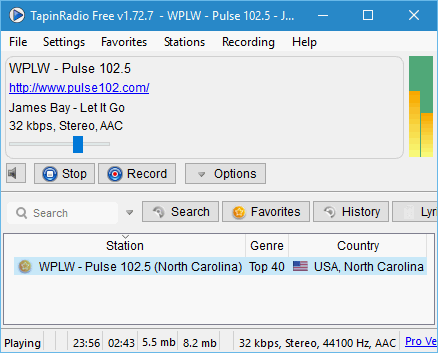 TapinRadio Free v1.72.7 - WPLW - Pulse 102.5 - J...
File Settings Favorites Stations Recording Help
WPLW - Pulse 102.5
http://www.pulse102.com/
James Bay - Let It Go
32 kbps, Stereo, AAC
Stop Record Options
Search Search Favorites History Lyri
Station Genre Country
WPLW - Pulse 102.5 (North Carolina) Top 40 USA, North Carolina
Playing 23:56 02:43 5.5 mb 8.2 mb 32 kbps, Stereo, 44100 Hz, AAC Pro Ve